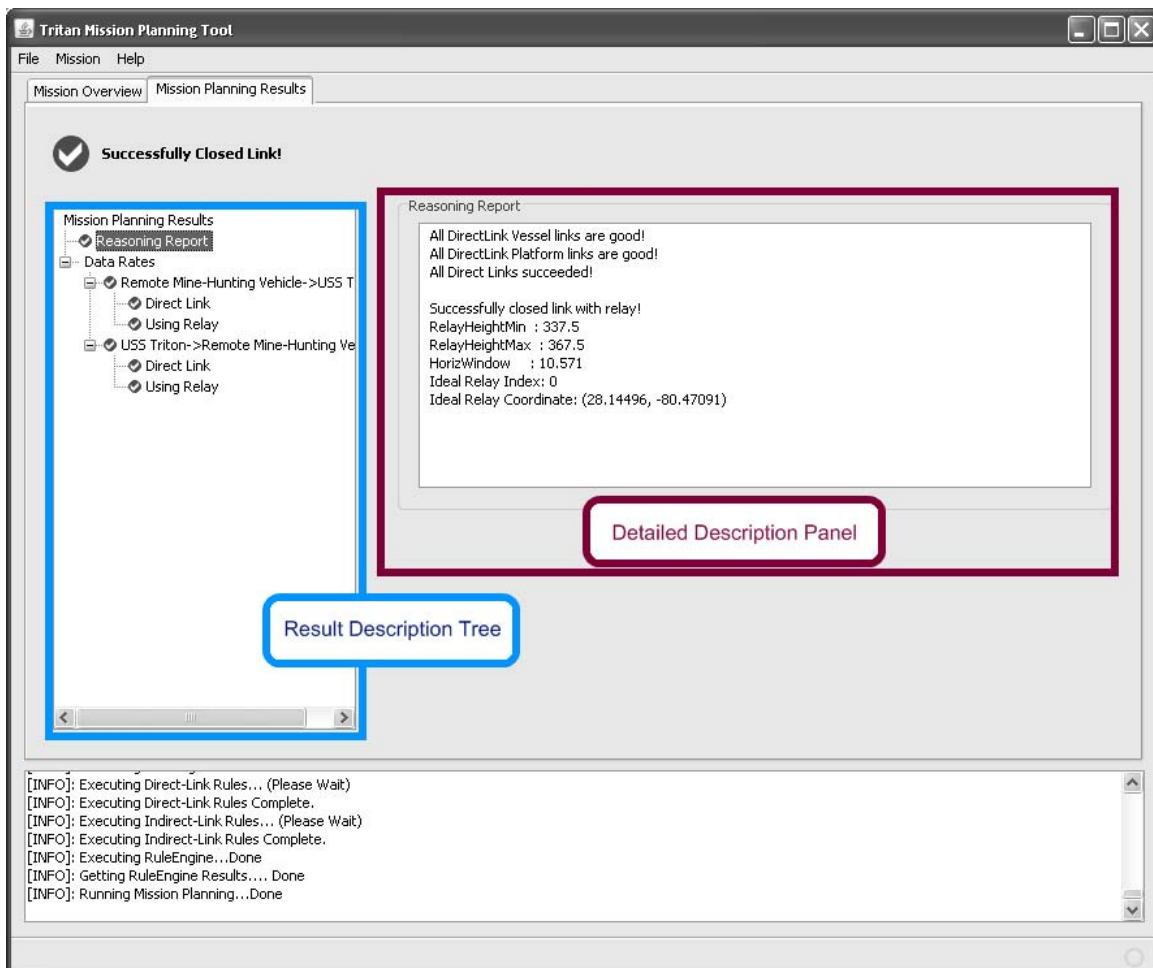 Tritan Mission Planning Tool
File Mission Help
Mission Overview Mission Planning Results
Successfully Closed Link!
Mission Planning Results
Reasoning Report
Data Rates
Remote Mine-Hunting Vehicle->USS T
Direct Link
Using Relay
USS Triton->Remote Mine-Hunting Ve
Direct Link
Using Relay
Result Description Tree
Reasoning Report
All DirectLink Vessel links are good!
All DirectLink Platform links are good!
All Direct Links succeeded!
Successfully closed link with relay!
RelayHeightMin : 337.5
RelayHeightMax : 367.5
HorizWindow : 10.571
Ideal Relay Index: 0
Ideal Relay Coordinate: (28.14496, -80.47091)
Detailed Description Panel
[INFO]: Executing Direct-Link Rules... (Please Wait)
[INFO]: Executing Direct-Link Rules Complete.
[INFO]: Executing Indirect-Link Rules... (Please Wait)
[INFO]: Executing Indirect-Link Rules Complete.
[INFO]: Executing RuleEngine...Done
[INFO]: Getting RuleEngine Results.... Done
[INFO]: Running Mission Planning...Done